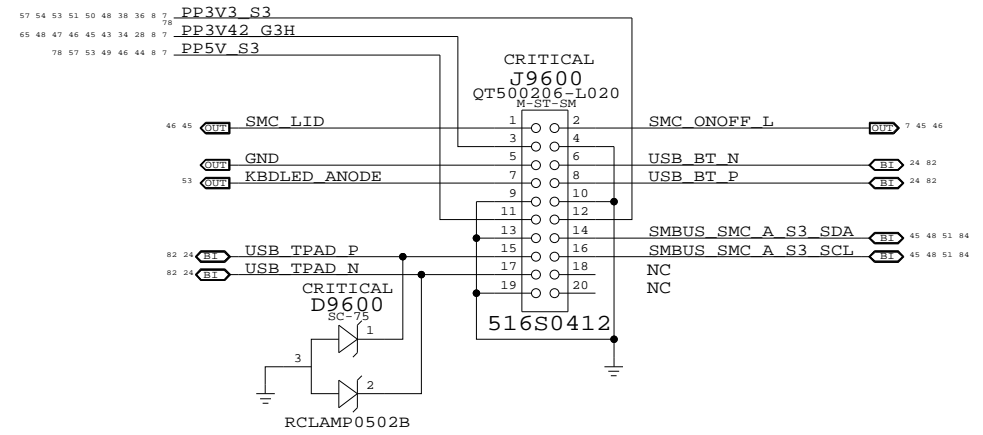 57 54 53 51 50 48 38 36 8 7 PP3V3_S3
78
65 48 47 46 45 43 34 28 8 7 PP3V42_G3H
78 57 53 49 46 44 8 7 PP5V_S3
CRITICAL
J9600
QT500206-L020
M-ST-SM
46 45 OUT SMC_LID 1 2 SMC_ONOFF_L OUT 7 45 46
3 4
OUT GND 5 6 USB_BT_N BI 24 82
53 OUT KBDLED_ANODE 7 8 USB_BT_P BI 24 82
9 10
11 12
13 14 SMBUS_SMC_A_S3_SDA BI 45 48 51 84
82 24 BI USB_TPAD_P 15 16 SMBUS_SMC_A_S3_SCL BI 45 48 51 84
82 24 BI USB_TPAD_N 17 18 NC
19 20 NC
CRITICAL
D9600
SC-75
516S0412
1
3
2
RCLAMP0502B